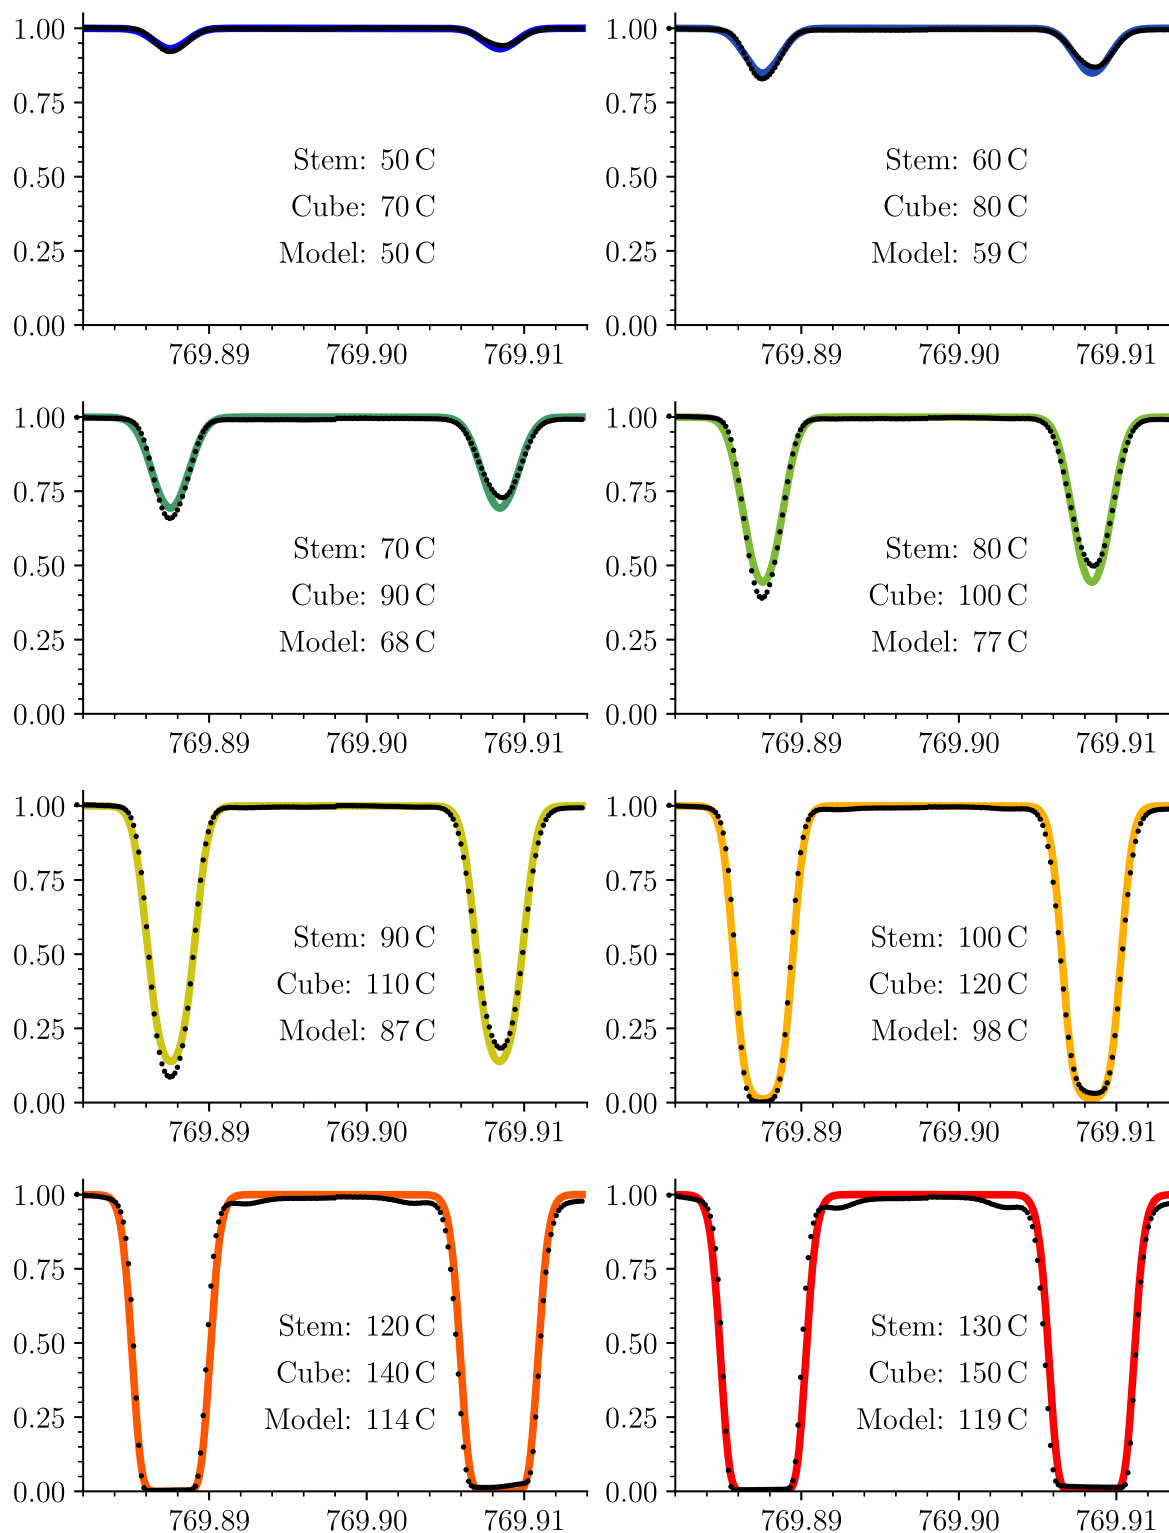 1.00
0.75
0.50
0.25
0.00
769.89 769.90 769.91
Stem: 50 C
Cube: 70 C
Model: 50 C
1.00
0.75
0.50
0.25
0.00
769.89 769.90 769.91
Stem: 60 C
Cube: 80 C
Model: 59 C
1.00
0.75
0.50
0.25
0.00
769.89 769.90 769.91
Stem: 70 C
Cube: 90 C
Model: 68 C
1.00
0.75
0.50
0.25
0.00
769.89 769.90 769.91
Stem: 80 C
Cube: 100 C
Model: 77 C
1.00
0.75
0.50
0.25
0.00
769.89 769.90 769.91
Stem: 90 C
Cube: 110 C
Model: 87 C
1.00
0.75
0.50
0.25
0.00
769.89 769.90 769.91
Stem: 100 C
Cube: 120 C
Model: 98 C
1.00
0.75
0.50
0.25
0.00
769.89 769.90 769.91
Stem: 120 C
Cube: 140 C
Model: 114 C
1.00
0.75
0.50
0.25
0.00
769.89 769.90 769.91
Stem: 130 C
Cube: 150 C
Model: 119 C